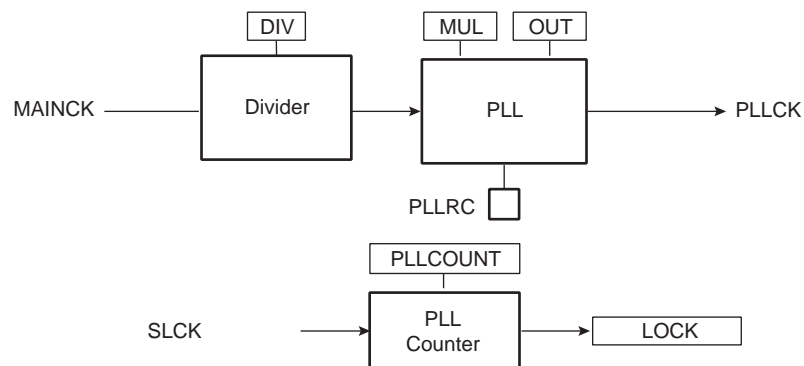 DIV
MUL
OUT
MAINCK
Divider
PLL
PLLCK
PLLRC
PLLCOUNT
SLCK
PLL
Counter
LOCK